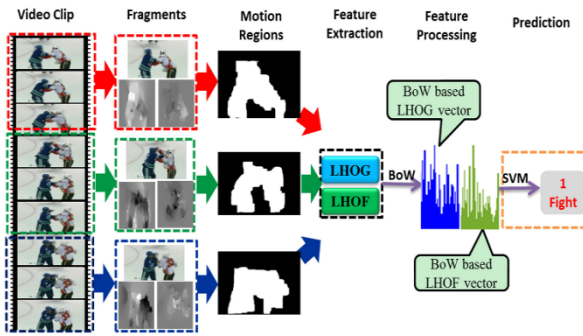 Video Clip
Fragments
Motion
Regions
Feature
Extraction
Feature
Processing
Prediction
BoW based
LHOG vector
LHOG
LHOF
BoW
SVM
1
Fight
BoW based
LHOF vector